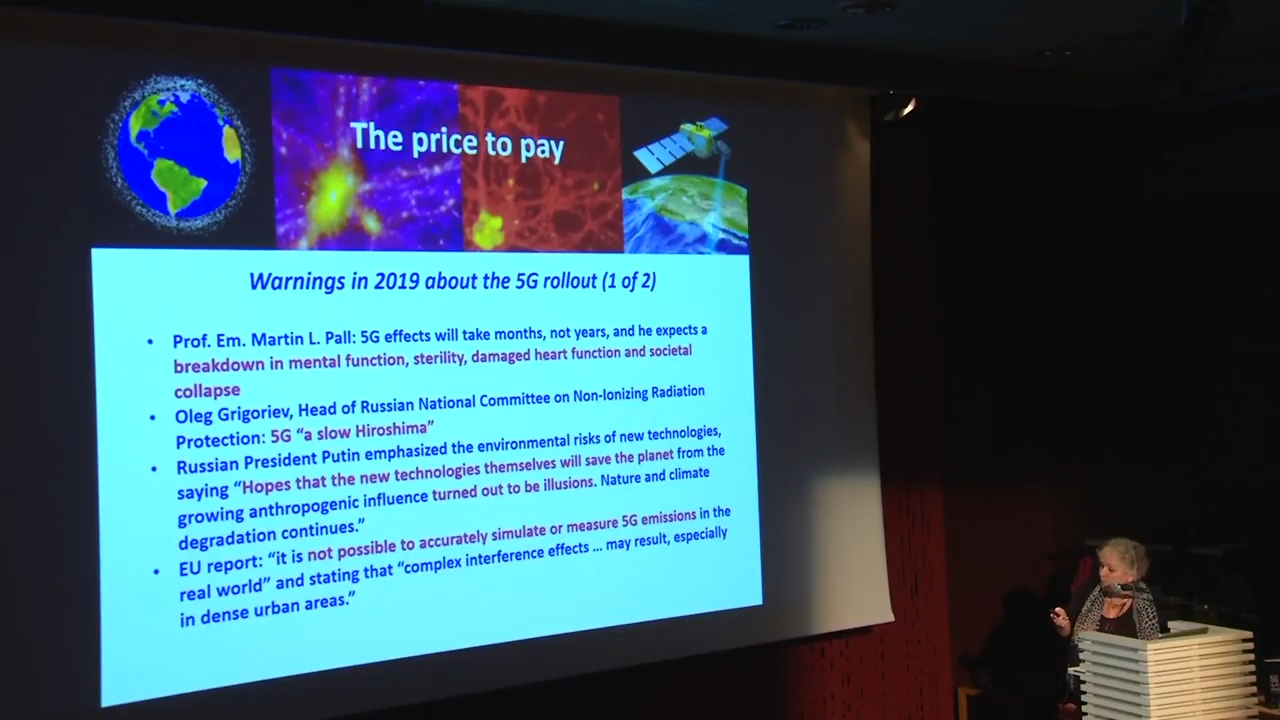 The price to pay
Warnings in 2019 about the 5G rollout (1 of 2)
• Prof. Em. Martin L. Pall: 5G effects will take months, not years, and he expects a
breakdown in mental function, sterility, damaged heart function and societal
collapse
• Oleg Grigoriev, Head of Russian National Committee on Non-Ionizing Radiation
Protection: 5G “a slow Hiroshima”
• Russian President Putin emphasized the environmental risks of new technologies,
saying “Hopes that the new technologies themselves will save the planet from the
growing anthropogenic influence turned out to be illusions. Nature and climate
degradation continues.”
• EU report: “it is not possible to accurately simulate or measure 5G emissions in the
real world” and stating that “complex interference effects … may result, especially
in dense urban areas.”